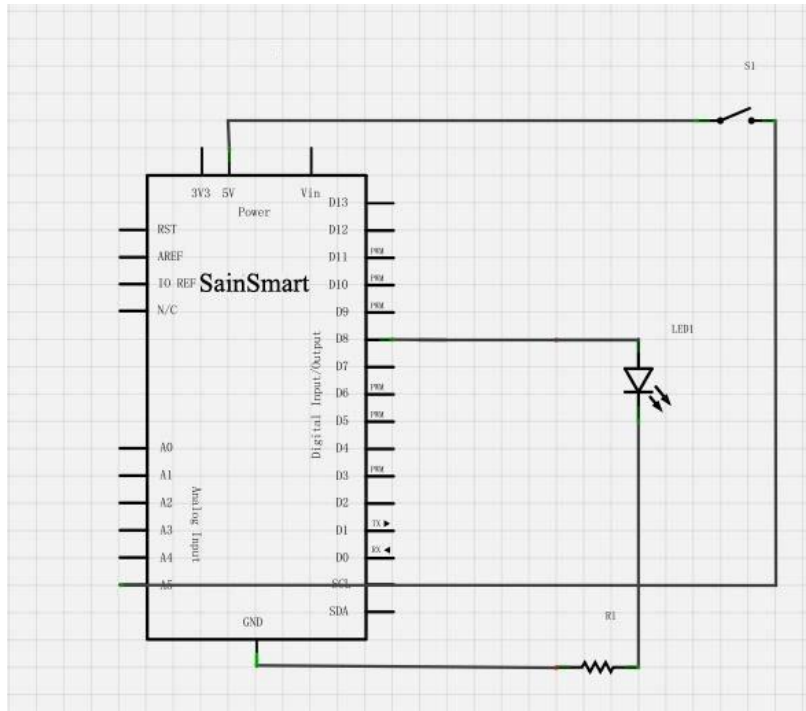 S1
3V3 5V Vin
Power
D13
RST
D12
AREF
D11 PWM
IO REF
SainSmart
D10 PWM
N/C
D9 PWM
D8
LED1
D7
Digital Input/Output
D6 PWM
D5 PWM
A0
D4
A1
D3 PWM
Analog Input
A2
D2
A3
D1 TX
A4
D0 RX
A5
SCL
SDA
GND
R1